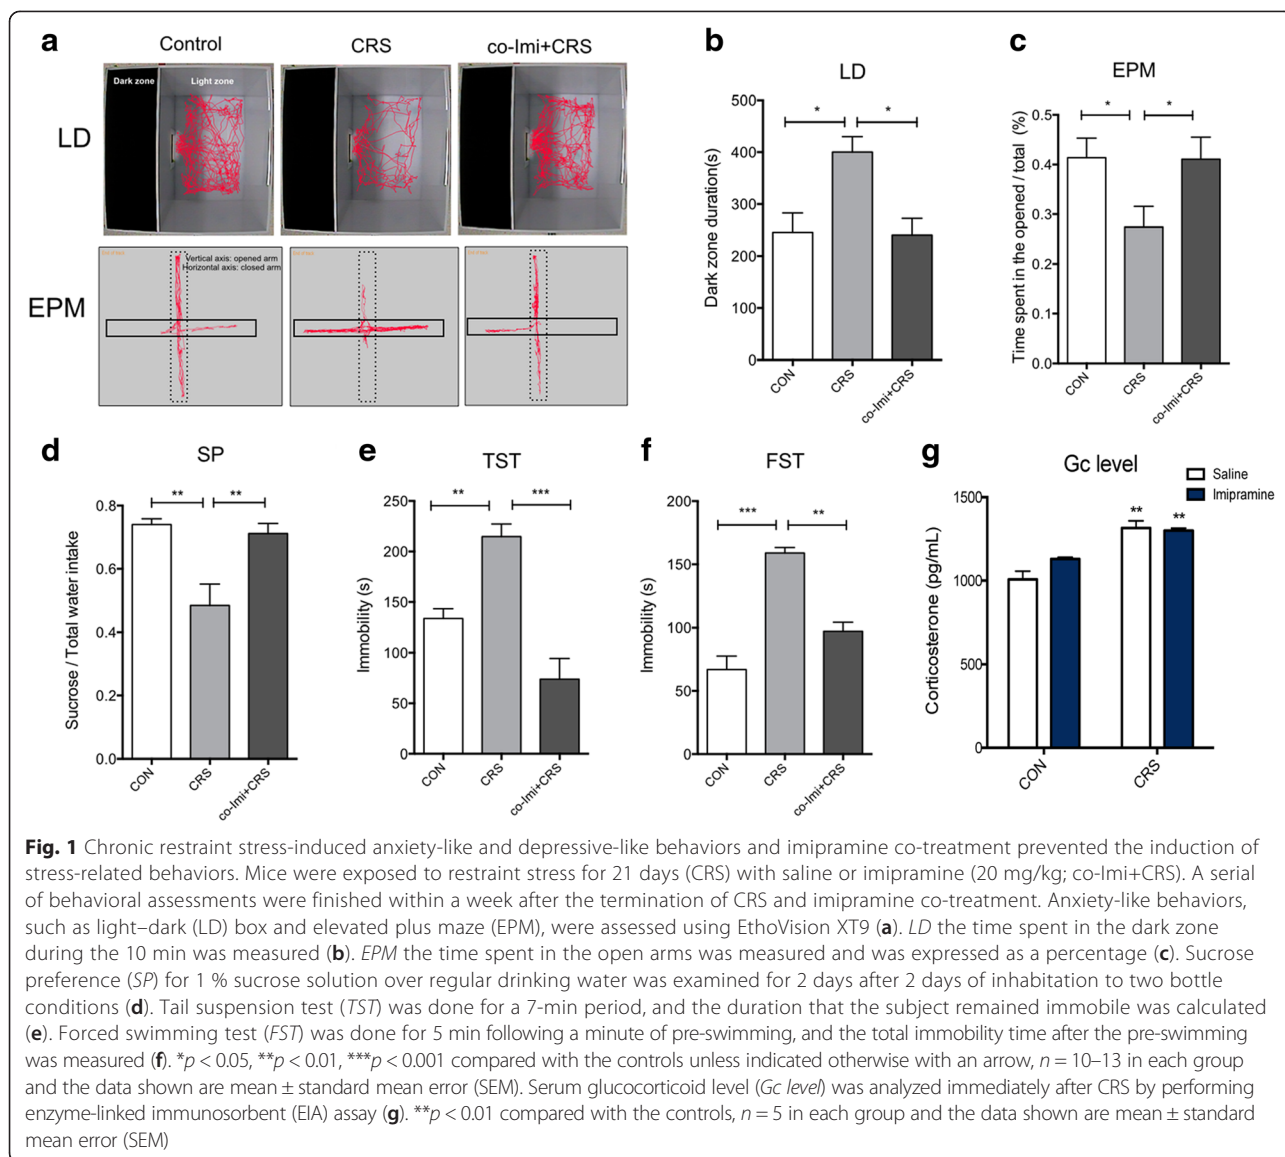 a
Control
CRS
co-Imi+CRS
Dark zone
Light zone
LD
EPM
Vertical axis: opened arm
Horizontal axis: closed arm
b
LD
* *
Dark zone duration(s)
500
400
300
200
100
0
CON
CRS
co-Imi+CRS
c
EPM
* *
Time spent in the opened / total (%)
0.5
0.4
0.3
0.2
0.1
0.0
CON
CRS
co-Imi+CRS
d
SP
** **
Sucrose / Total water intake
0.8
0.6
0.4
0.2
0.0
CON
CRS
co-Imi+CRS
e
TST
** ***
Immobility (s)
250
200
150
100
50
0
CON
CRS
co-Imi+CRS
f
FST
*** **
Immobility (s)
200
150
100
50
0
CON
CRS
co-Imi+CRS
g
Gc level
Saline
Imipramine
** **
Corticosterone (pg/mL)
1500
1000
500
0
CON
CRS
Fig. 1 Chronic restraint stress-induced anxiety-like and depressive-like behaviors and imipramine co-treatment prevented the induction of
stress-related behaviors. Mice were exposed to restraint stress for 21 days (CRS) with saline or imipramine (20 mg/kg; co-Imi+CRS). A serial
of behavioral assessments were finished within a week after the termination of CRS and imipramine co-treatment. Anxiety-like behaviors,
such as light–dark (LD) box and elevated plus maze (EPM), were assessed using EthoVision XT9 (a). LD the time spent in the dark zone
during the 10 min was measured (b). EPM the time spent in the open arms was measured and was expressed as a percentage (c). Sucrose
preference (SP) for 1 % sucrose solution over regular drinking water was examined for 2 days after 2 days of inhabitation to two bottle
conditions (d). Tail suspension test (TST) was done for a 7-min period, and the duration that the subject remained immobile was calculated
(e). Forced swimming test (FST) was done for 5 min following a minute of pre-swimming, and the total immobility time after the pre-swimming
was measured (f). *p < 0.05, **p < 0.01, ***p < 0.001 compared with the controls unless indicated otherwise with an arrow, n = 10–13 in each group
and the data shown are mean ± standard mean error (SEM). Serum glucocorticoid level (Gc level) was analyzed immediately after CRS by performing
enzyme-linked immunosorbent (EIA) assay (g). **p < 0.01 compared with the controls, n = 5 in each group and the data shown are mean ± standard
mean error (SEM)